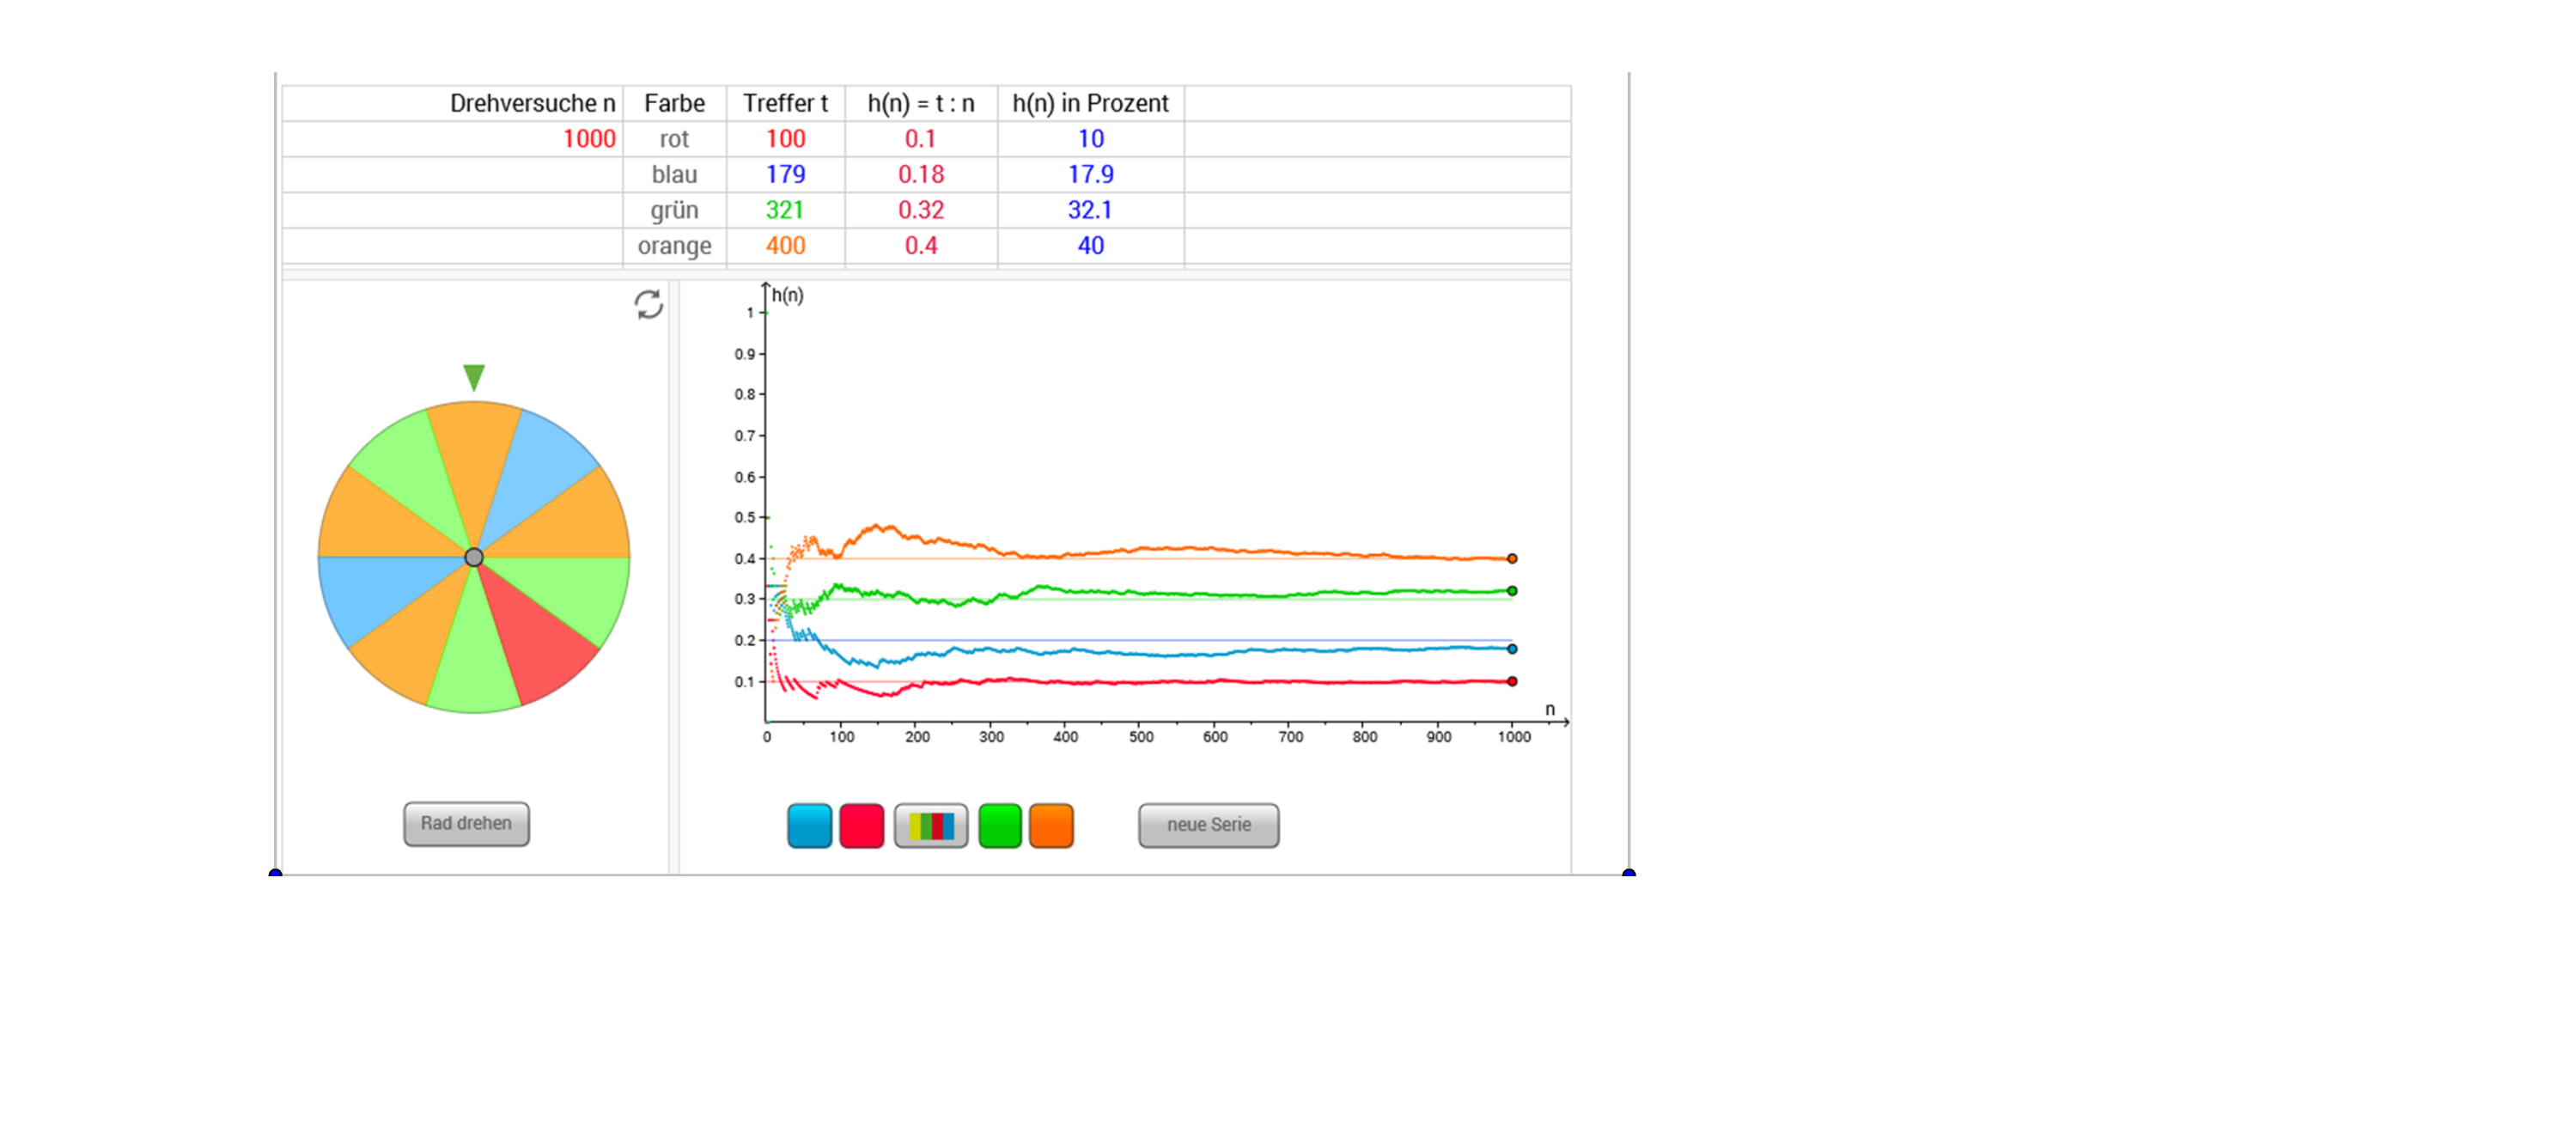 Drehversuche n Farbe Treffer t h(n) = t : n h(n) in Prozent
1000 rot 100 0.1 10
blau 179 0.18 17.9
grün 321 0.32 32.1
orange 400 0.4 40
h(n)
1
0.9
0.8
0.7
0.6
0.5
0.4
0.3
0.2
0.1
n
0 100 200 300 400 500 600 700 800 900 1000
Rad drehen
neue Serie